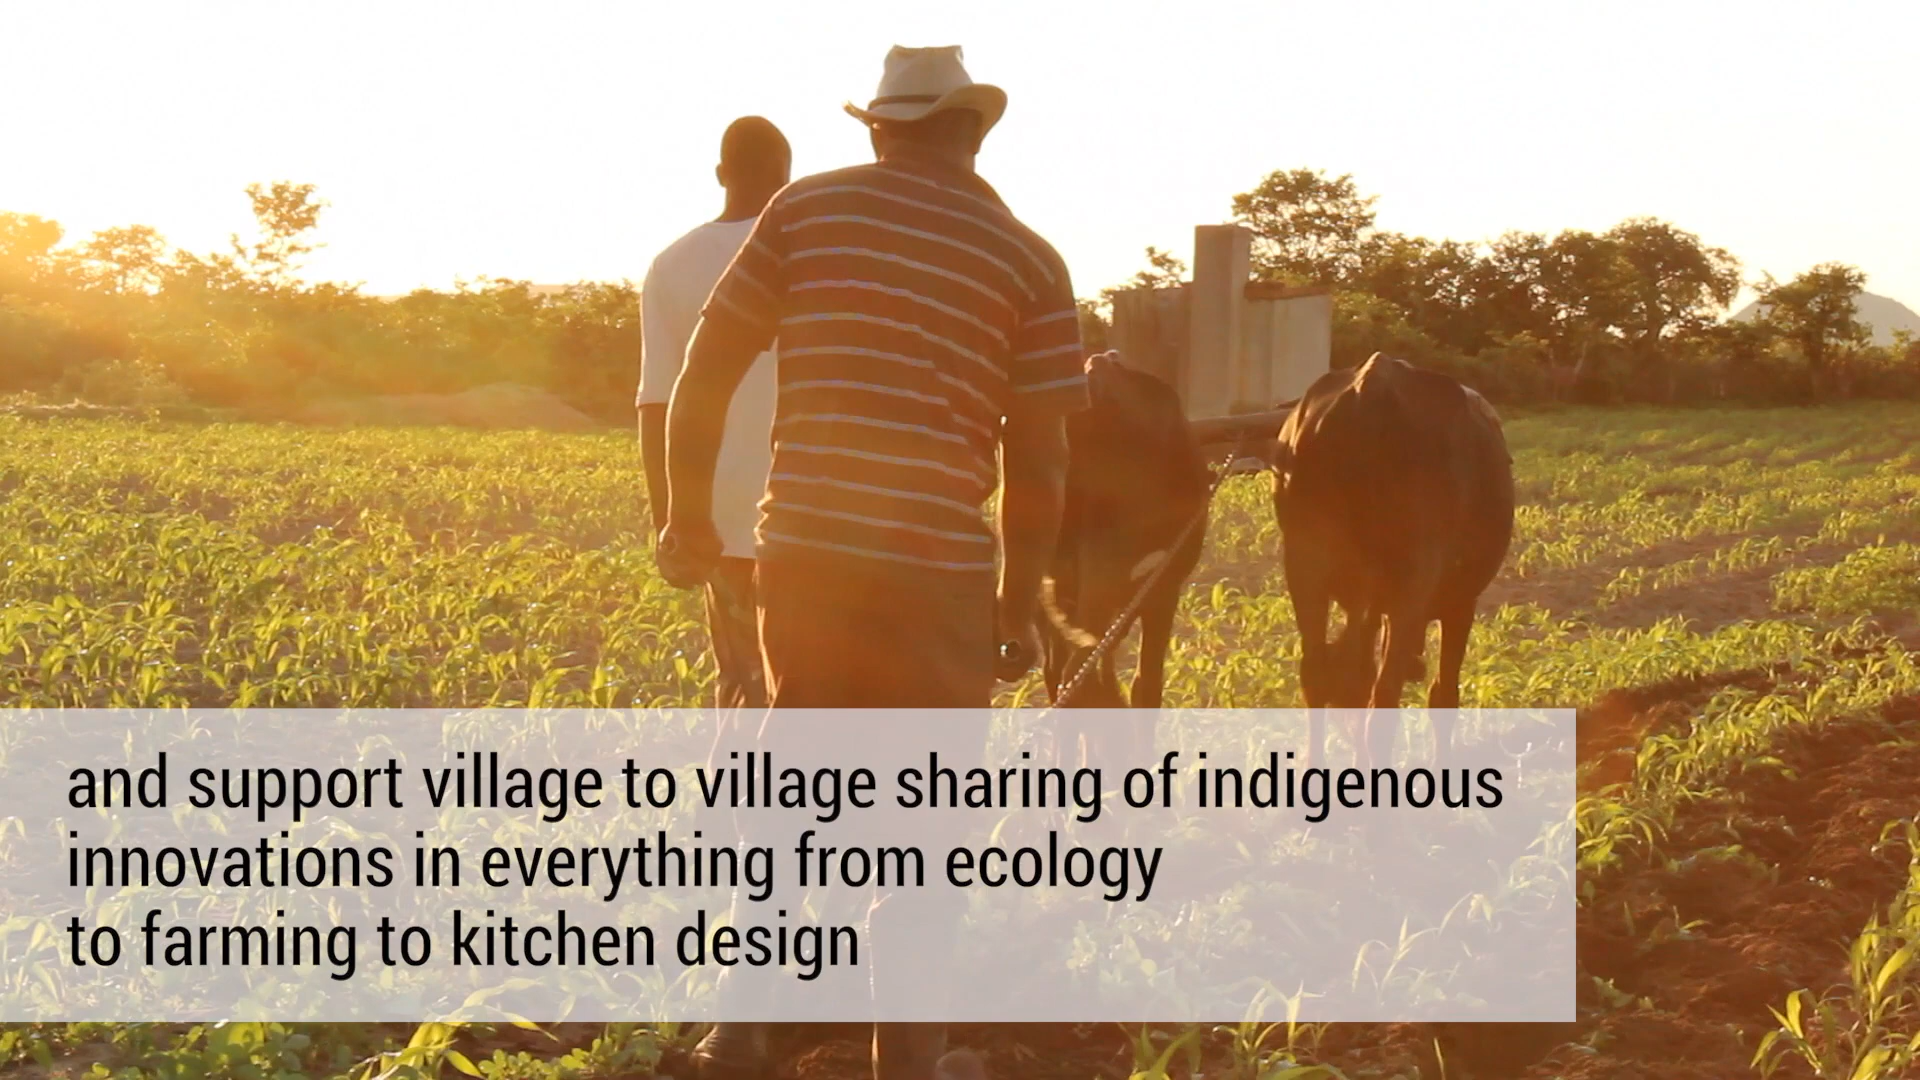 and support village to village sharing of indigenous
innovations in everything from ecology
to farming to kitchen design